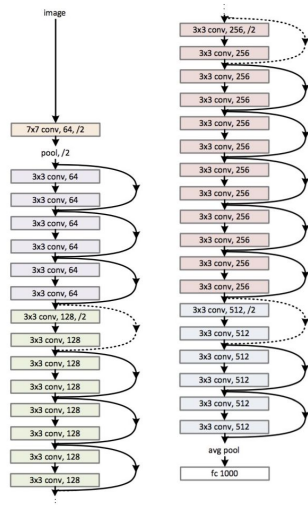 image
7x7 conv, 64, /2
pool, /2
3x3 conv, 64
3x3 conv, 64
3x3 conv, 64
3x3 conv, 64
3x3 conv, 64
3x3 conv, 64
3x3 conv, 128, /2
3x3 conv, 128
3x3 conv, 128
3x3 conv, 128
3x3 conv, 128
3x3 conv, 128
3x3 conv, 128
3x3 conv, 128
3x3 conv, 256, /2
3x3 conv, 256
3x3 conv, 256
3x3 conv, 256
3x3 conv, 256
3x3 conv, 256
3x3 conv, 256
3x3 conv, 256
3x3 conv, 256
3x3 conv, 256
3x3 conv, 256
3x3 conv, 256
3x3 conv, 512, /2
3x3 conv, 512
3x3 conv, 512
3x3 conv, 512
3x3 conv, 512
3x3 conv, 512
avg pool
fc 1000